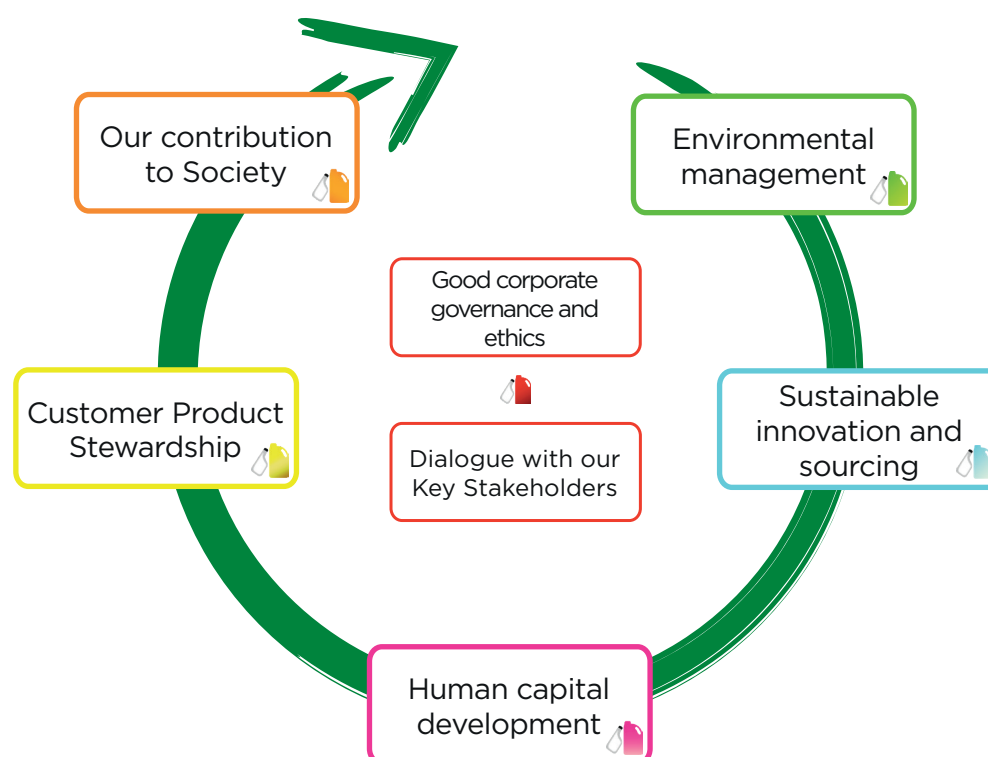 Our contribution
to Society
Environmental
management
Good corporate
governance and
ethics
Customer Product
Stewardship
Sustainable
innovation and
sourcing
Dialogue with our
Key Stakeholders
Human capital
development